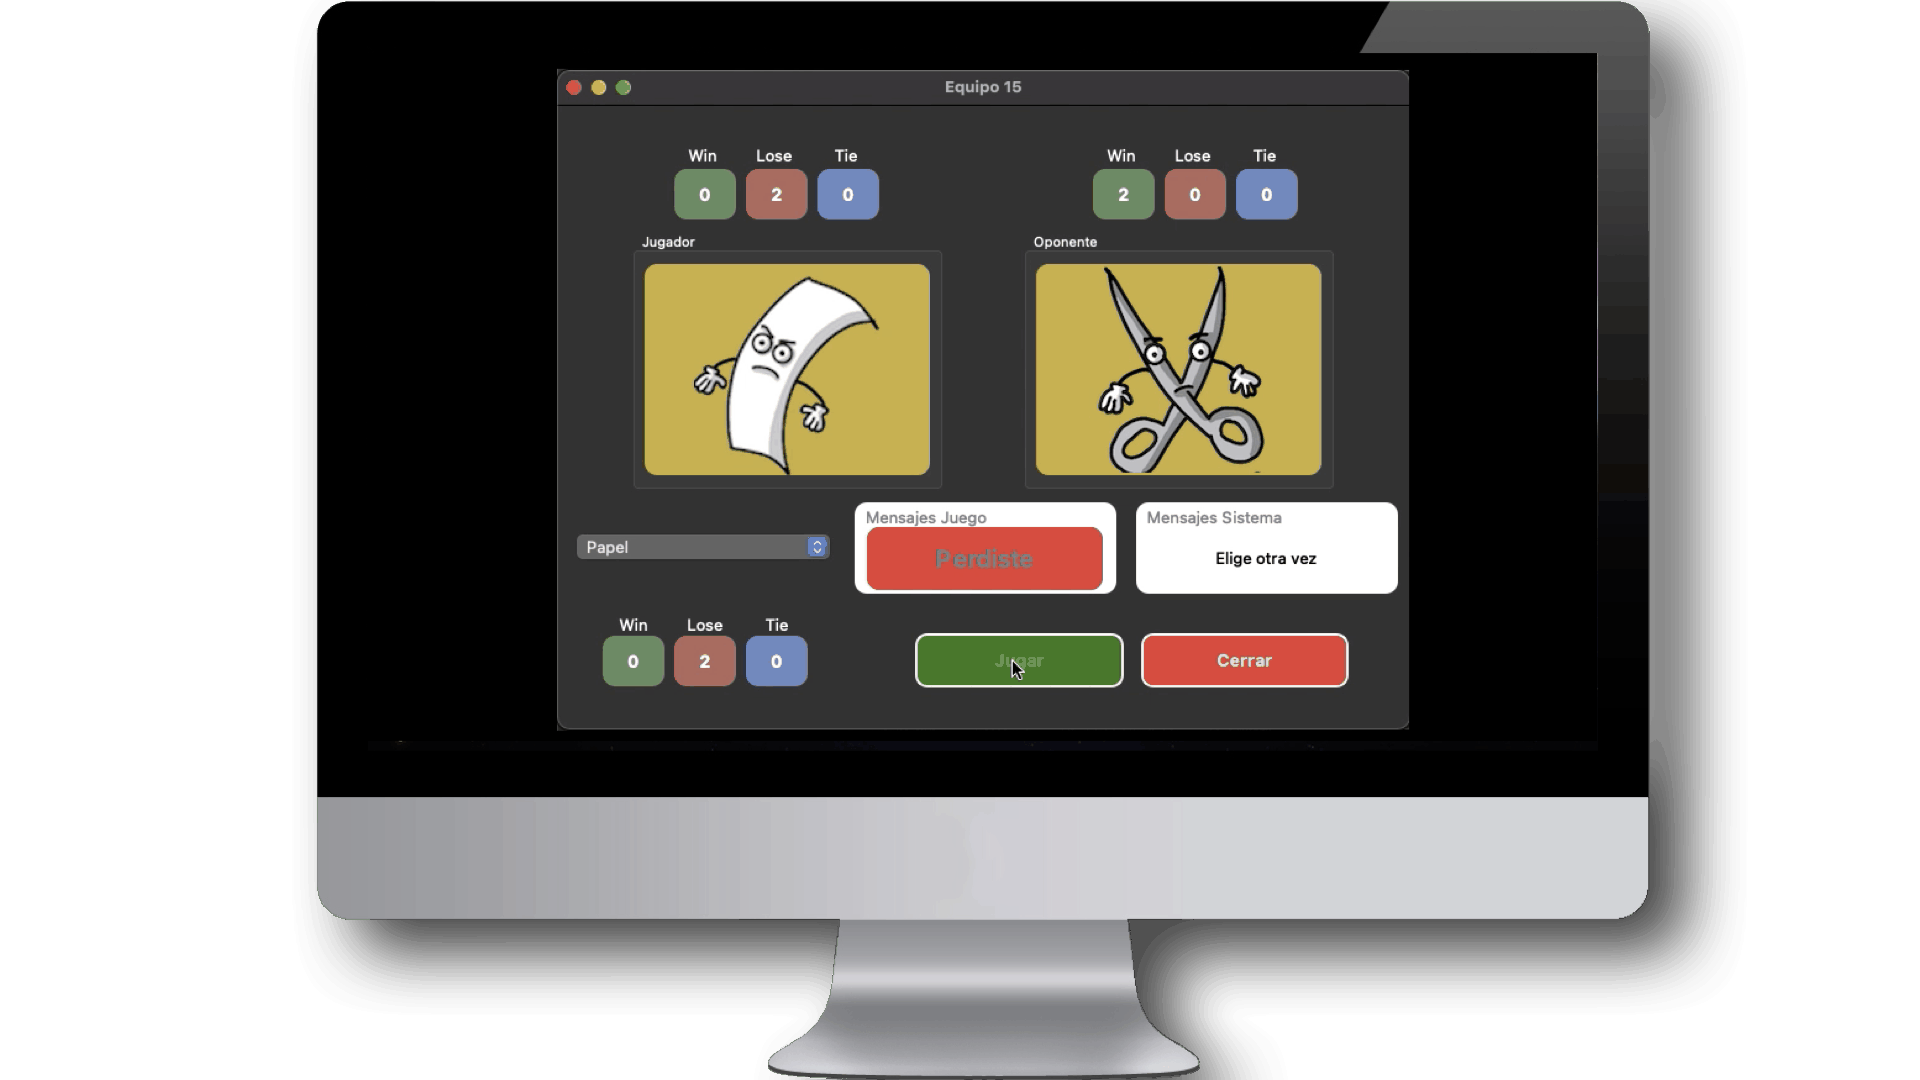 Equipo 15
Win Lose Tie
0 2 0
Win Lose Tie
2 0 0
Jugador
Oponente
Papel
Mensajes Juego
Perdiste
Mensajes Sistema
Elige otra vez
Win Lose Tie
0 2 0
Jugar
Cerrar